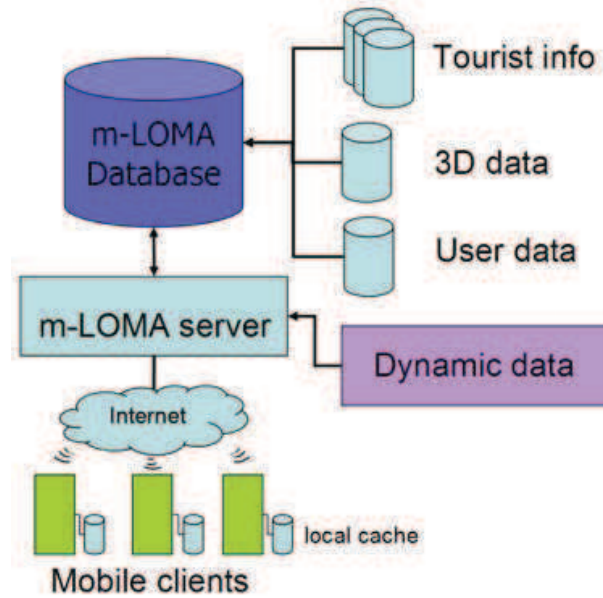 Tourist info
m-LOMA
Database
3D data
User data
m-LOMA server
Dynamic data
Internet
local cache
Mobile clients